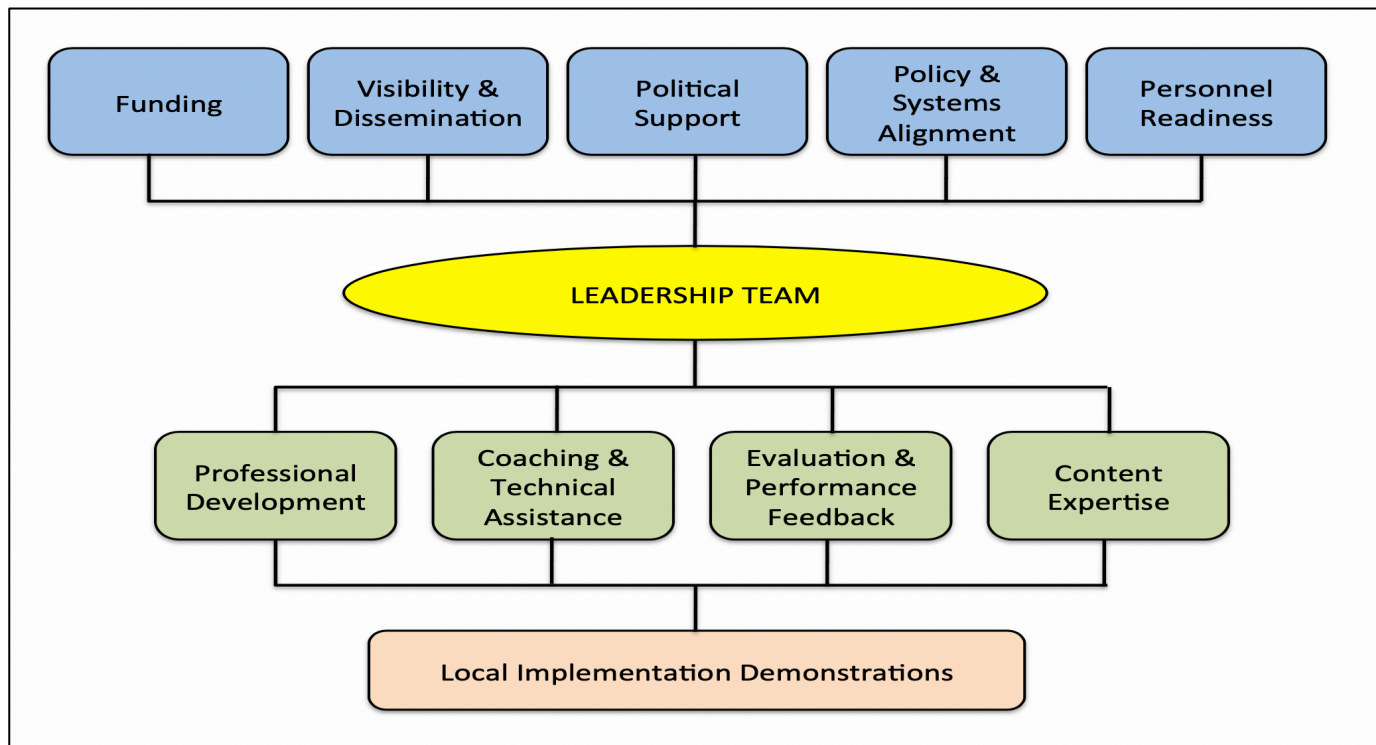 Funding
Visibility &
Dissemination
Political
Support
Policy &
Systems
Alignment
Personnel
Readiness
LEADERSHIP TEAM
Professional
Development
Coaching &
Technical
Assistance
Evaluation &
Performance
Feedback
Content
Expertise
Local Implementation Demonstrations